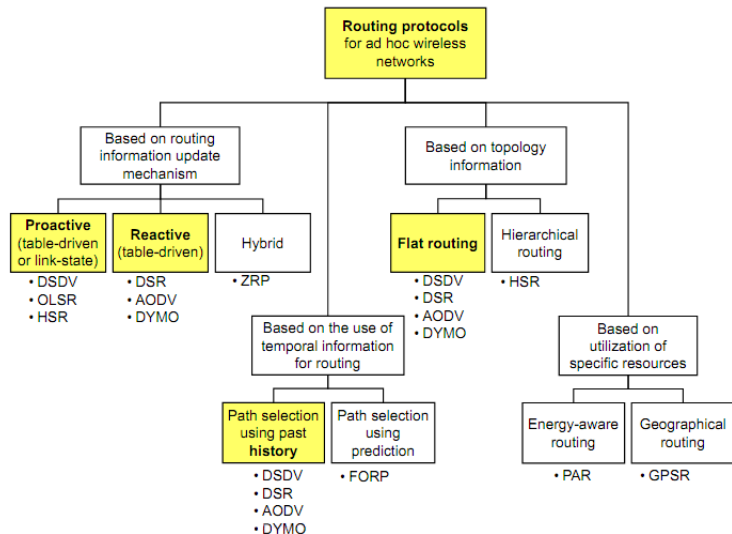 Routing protocols
for ad hoc wireless
networks
Based on routing
information update
mechanism
Based on topology
information
Proactive
(table-driven
or link-state)
Reactive
(table-driven)
Hybrid
Flat routing
Hierarchical
routing
• DSDV
• OLSR
• HSR
• DSR
• AODV
• DYMO
• ZRP
• DSDV
• DSR
• AODV
• DYMO
• HSR
Based on the use of
temporal information
for routing
Based on
utilization of
specific resources
Path selection
using past
history
Path selection
using
prediction
Energy-aware
routing
Geographical
routing
• DSDV
• DSR
• AODV
• DYMO
• FORP
• PAR
• GPSR